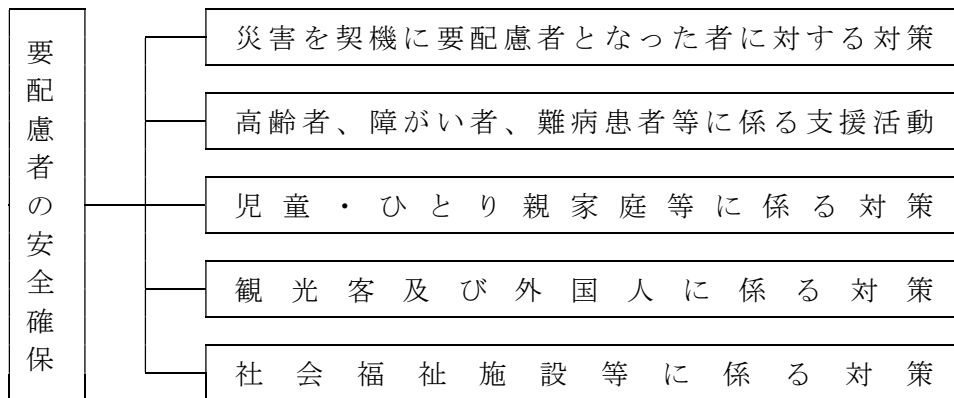 要配慮者の安全確保
災害を契機に要配慮者となった者に対する対策
高齢者、障がい者、難病患者等に係る支援活動
児童・ひとり親家庭等に係る対策
観光客及び外国人に係る対策
社会福祉施設等に係る対策